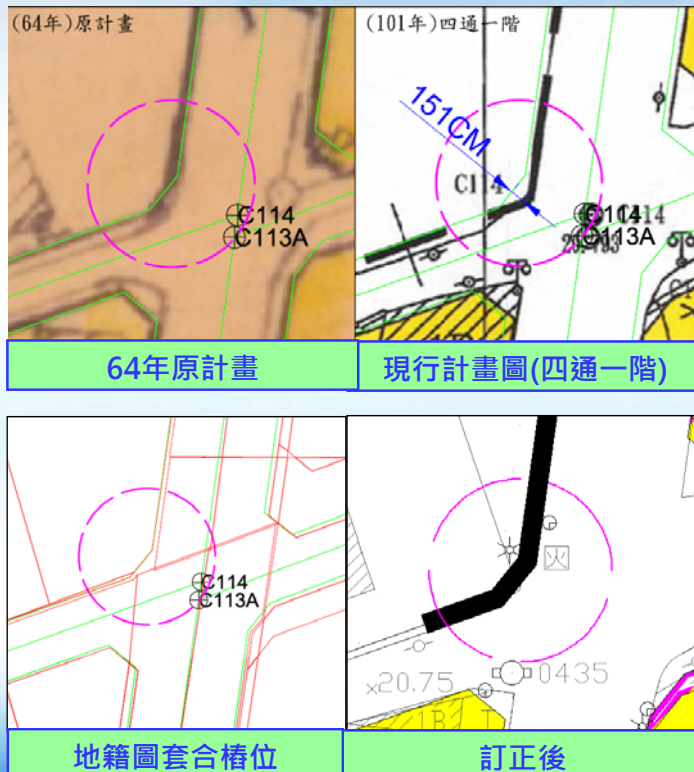 (64年)原計畫
C114
C113A
64年原計畫
(101年)四通一階
151CM
C114
C114
C113A
現行計畫圖(四通一階)
C114
C113A
地籍圖套合樁位
火
0435
×20.75
1B
訂正後